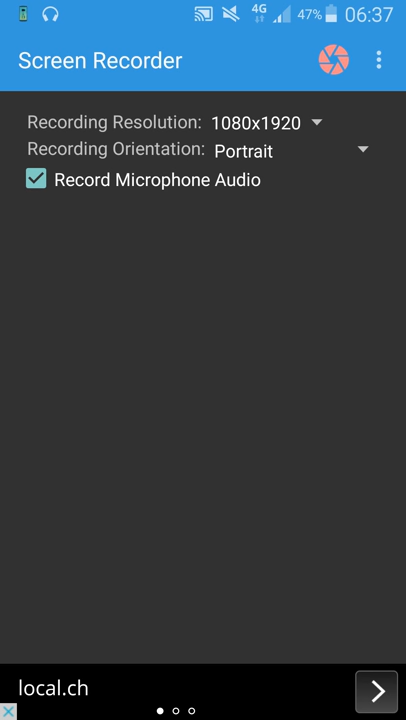 4G 47% 06:37
Screen Recorder
Recording Resolution: 1080x1920
Recording Orientation: Portrait
Record Microphone Audio
local.ch